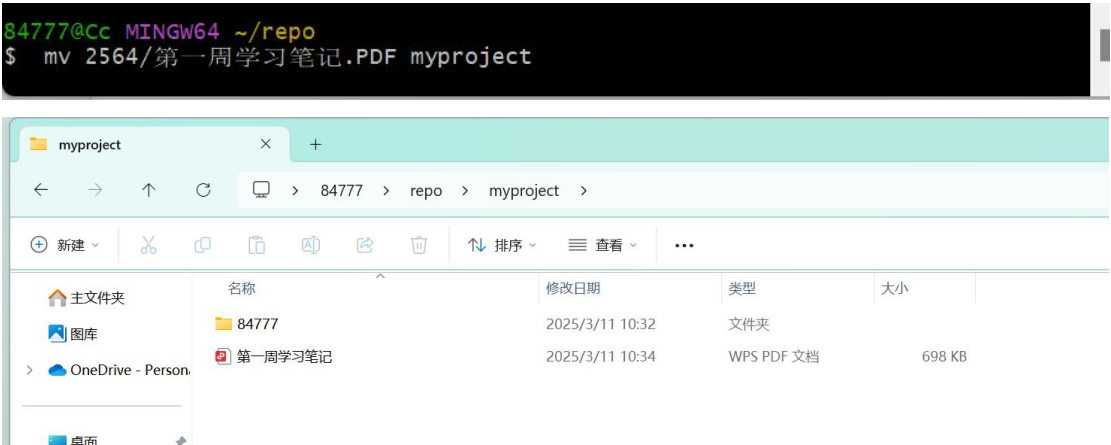 84777@Cc MINGW64 ~/repo
$ mv 2564/第一周学习笔记.PDF myproject
myproject
84777 > repo > myproject >
新建
排序
查看
名称
修改日期
类型
大小
主文件夹
84777
2025/3/11 10:32
文件夹
图库
第一周学习笔记
2025/3/11 10:34
WPS PDF 文档
698 KB
OneDrive - Person
桌面